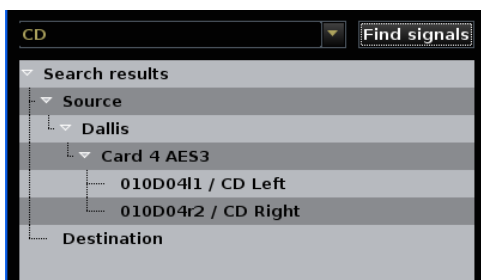 CD
Find signals
Search results
Source
Dallis
Card 4 AES3
010D04l1 / CD Left
010D04r2 / CD Right
Destination